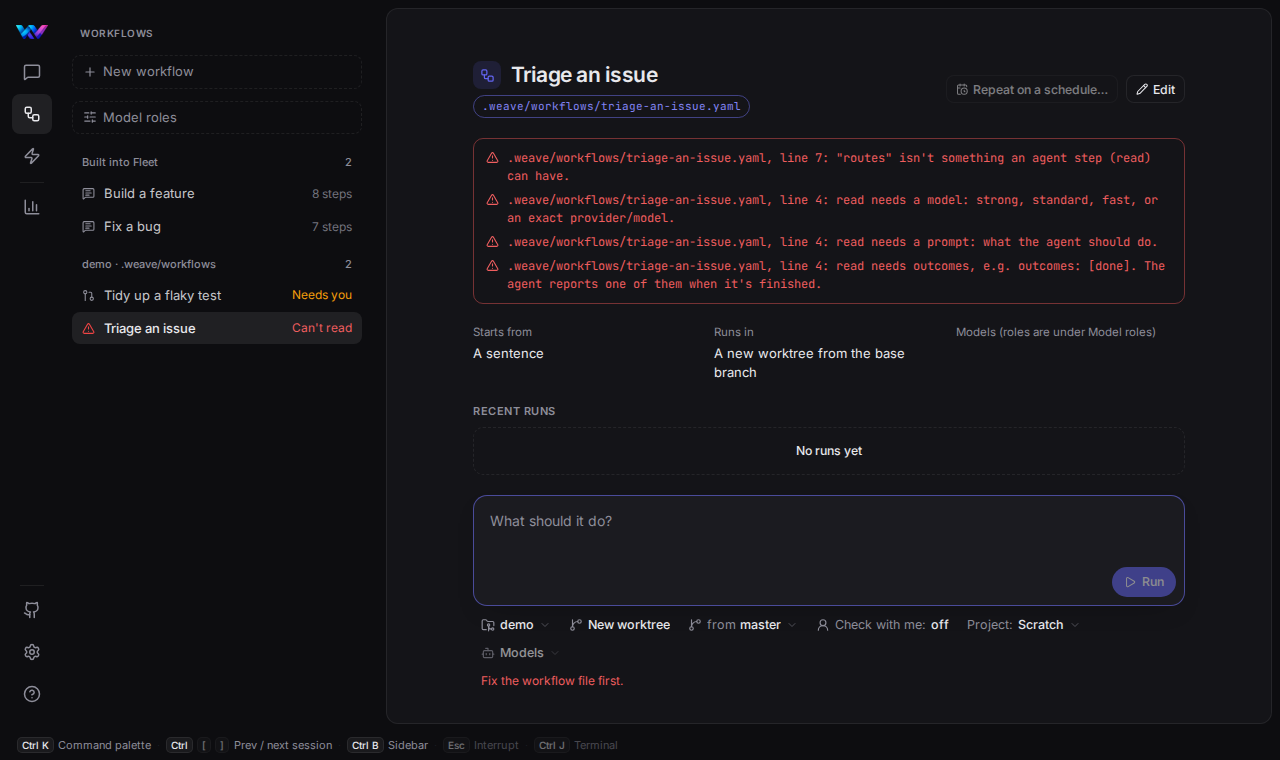 WORKFLOWS
New workflow
Model roles
Built into Fleet 2
Build a feature 8 steps
Fix a bug 7 steps
demo · .weave/workflows 2
Tidy up a flaky test Needs you
Triage an issue Can't read
Triage an issue
.weave/workflows/triage-an-issue.yaml
Repeat on a schedule...
Edit
.weave/workflows/triage-an-issue.yaml, line 7: "routes" isn't something an agent step (read)
can have.
.weave/workflows/triage-an-issue.yaml, line 4: read needs a model: strong, standard, fast, or
an exact provider/model.
.weave/workflows/triage-an-issue.yaml, line 4: read needs a prompt: what the agent should do.
.weave/workflows/triage-an-issue.yaml, line 4: read needs outcomes, e.g. outcomes: [done]. The
agent reports one of them when it's finished.
Starts from
A sentence
Runs in
A new worktree from the base
branch
Models (roles are under Model roles)
RECENT RUNS
No runs yet
What should it do?
Run
demo New worktree from master Check with me: off Project: Scratch
Models
Fix the workflow file first.
Ctrl K Command palette Ctrl [ ] Prev / next session Ctrl B Sidebar Esc Interrupt Ctrl J Terminal